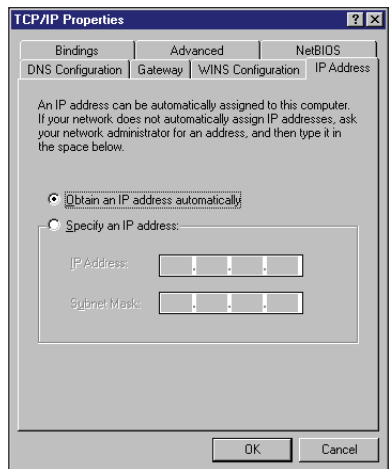 TCP/IP Properties
Bindings Advanced NetBIOS
DNS Configuration Gateway WINS Configuration IP Address
An IP address can be automatically assigned to this computer.
If your network does not automatically assign IP addresses, ask
your network administrator for an address, and then type it in
the space below.
Obtain an IP address automatically
Specify an IP address:
IP Address:
Subnet Mask:
OK Cancel